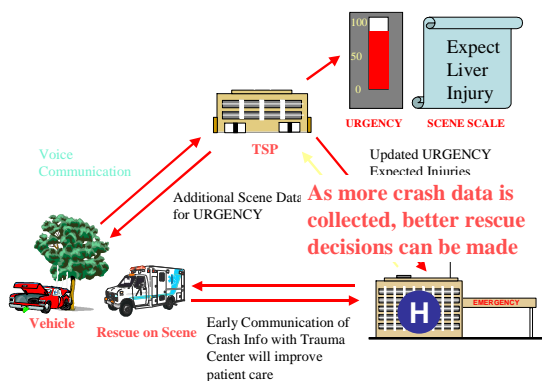 100
50
0
Expect
Liver
Injury
URGENCY
SCENE SCALE
TSP
Voice
Communication
Updated URGENCY
Expected Injuries
Additional Scene Data
for URGENCY
As more crash data is
collected, better rescue
decisions can be made
Vehicle
Rescue on Scene
EMERGENCY
H
Early Communication of
Crash Info with Trauma
Center will improve
patient care